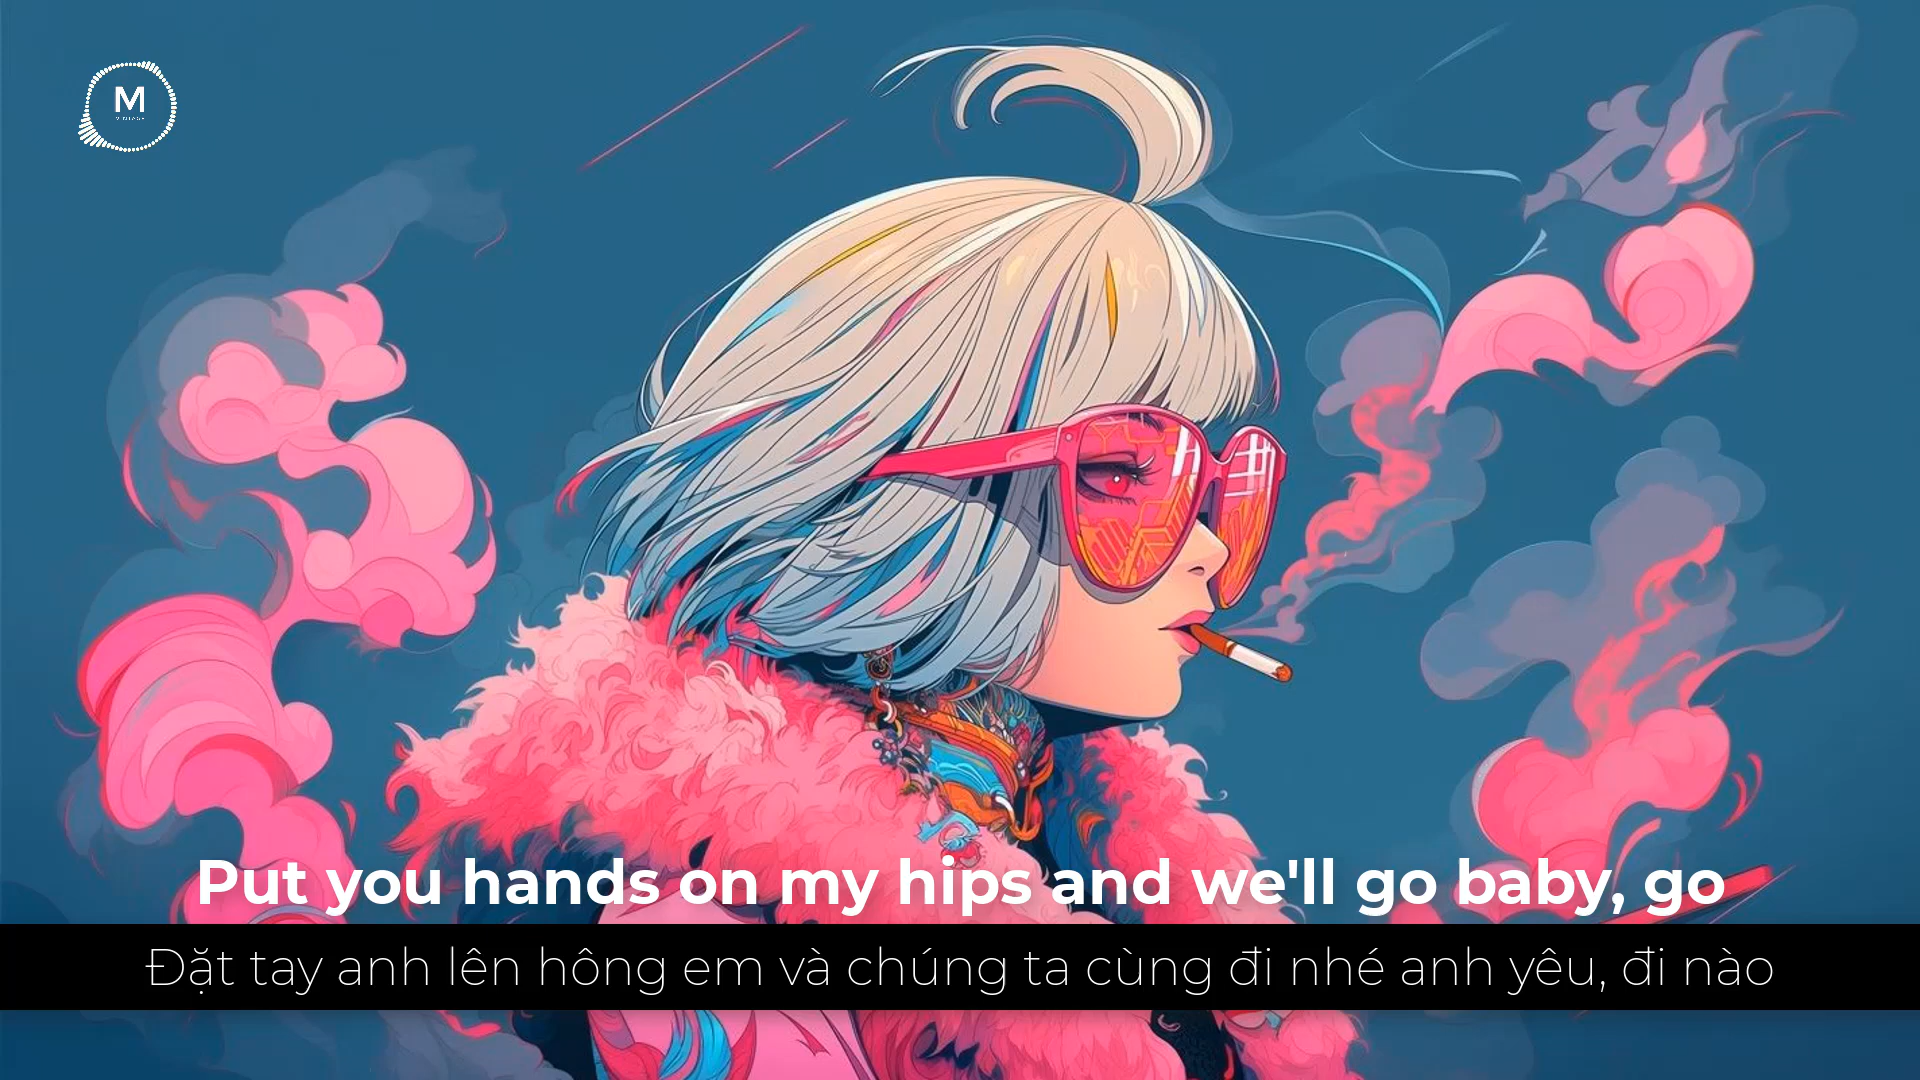 M
VINTAGE
Put you hands on my hips and we'll go baby, go
Đặt tay anh lên hông em và chúng ta cùng đi nhé anh yêu, đi nào